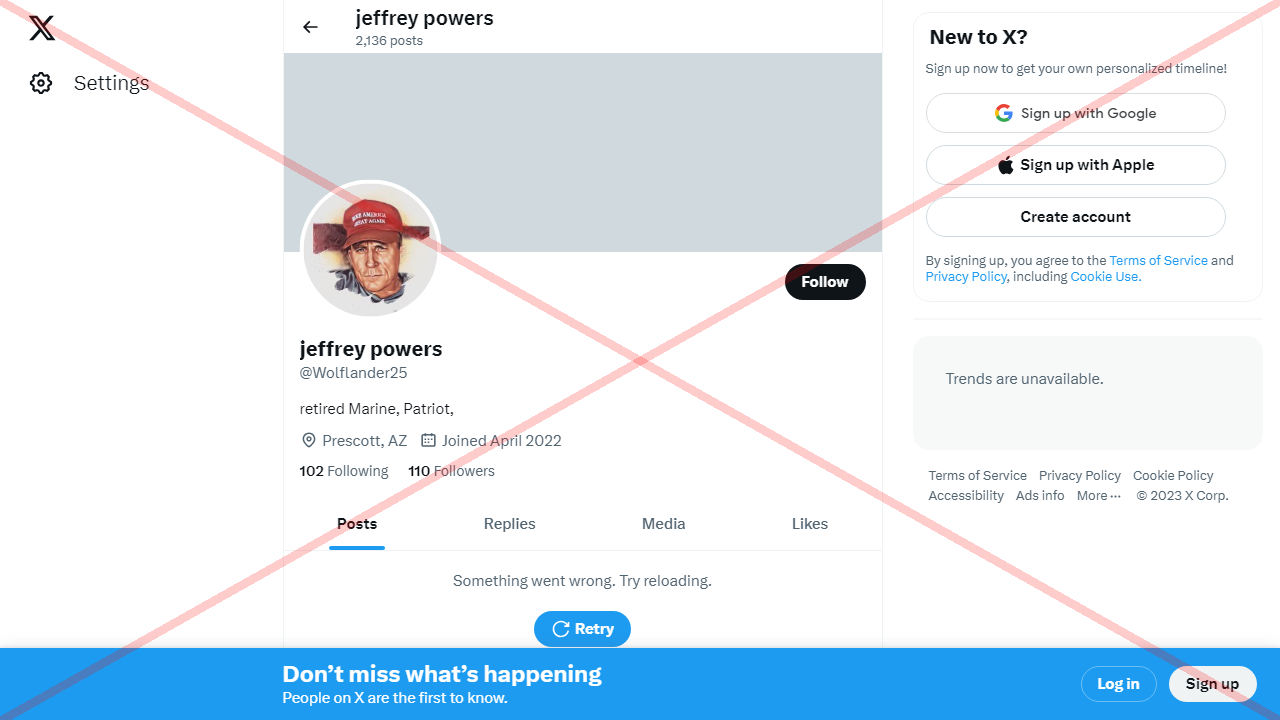 jeffrey powers
2,136 posts
Settings
MAKE AMERICA
GREAT AGAIN
Follow
jeffrey powers
@Wolflander25
retired Marine, Patriot,
Prescott, AZ Joined April 2022
102 Following 110 Followers
Posts Replies Media Likes
Something went wrong. Try reloading.
Retry
New to X?
Sign up now to get your own personalized timeline!
Sign up with Google
Sign up with Apple
Create account
By signing up, you agree to the Terms of Service and
Privacy Policy, including Cookie Use.
Trends are unavailable.
Terms of Service Privacy Policy Cookie Policy
Accessibility Ads info More ··· © 2023 X Corp.
Don’t miss what’s happening
People on X are the first to know.
Log in Sign up